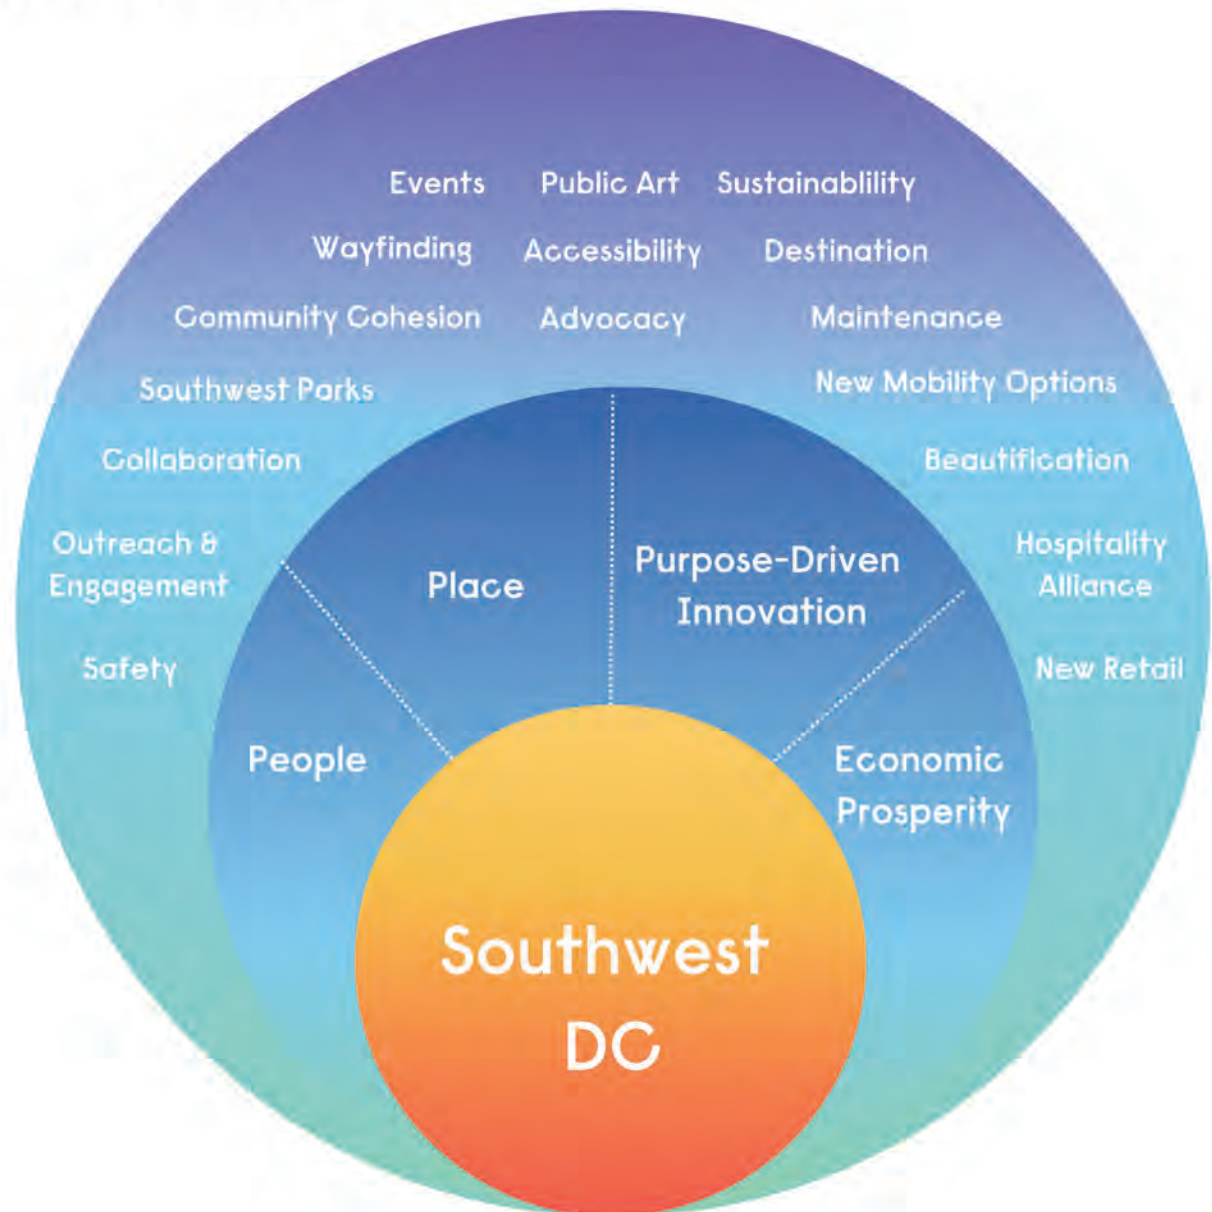 Events Public Art Sustainablility
Wayfinding Accessibility Destination
Community Cohesion Advocacy Maintenance
Southwest Parks New Mobility Options
Collaboration Beautification
Outreach &
Engagement
Hospitality
Alliance
Safety New Retail
Place
Purpose-Driven
Innovation
People
Economic
Prosperity
Southwest
DC